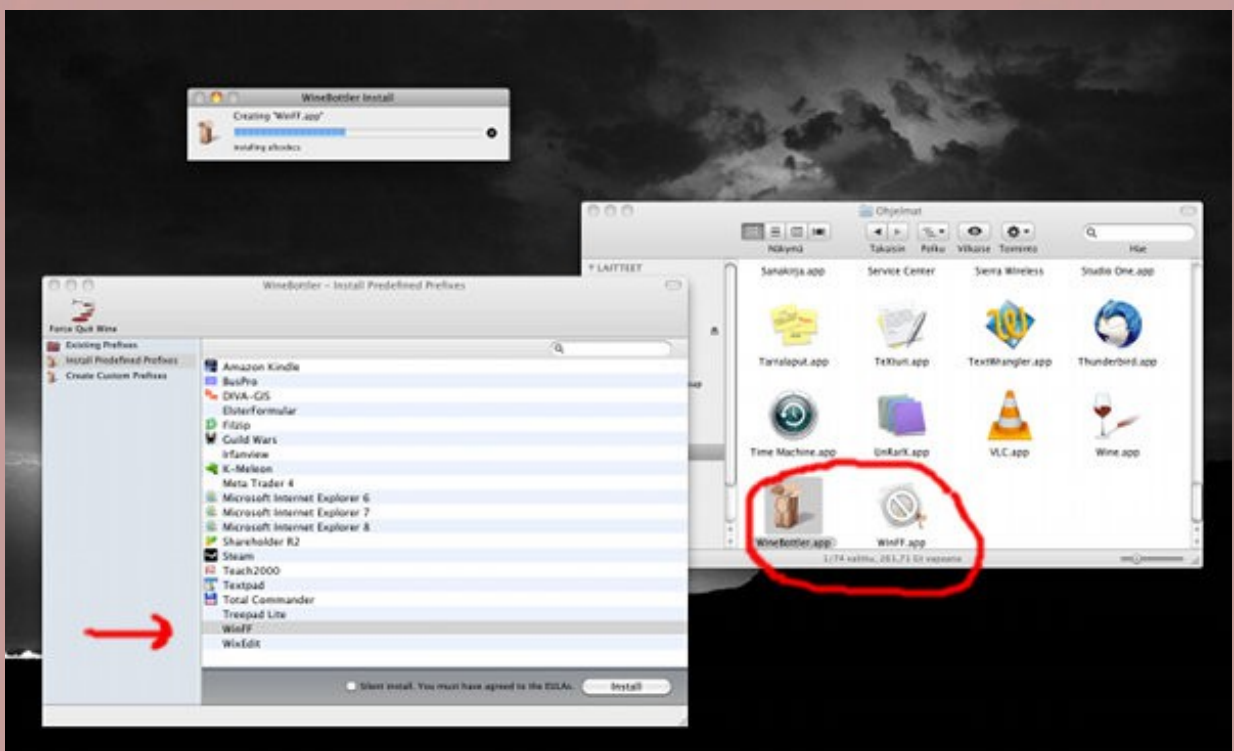 WineBottler Install
Creating "WinFF.app"
Installing allcodecs
Ohjelmat
Näkymä
Takaisin
Polku
Vilkaise
Toiminto
Hae
LAITTEET
Sanakirja.app
Service Center
Sierra Wireless
Studio One.app
Tarralaput.app
TextWrangler.app
Thunderbird.app
Time Machine.app
UnRarX.app
VLC.app
Wine.app
WineBottler.app
WinFF.app
1/74 valittu,
WineBottler - Install Predefined Prefixes
Force Quit Wine
Existing Prefixes
Install Predefined Prefixes
Create Custom Prefixes
Amazon Kindle
BusPro
DIVA-GIS
ElsterFormular
Filzip
Guild Wars
Irfanview
K-Meleon
Meta Trader 4
Microsoft Internet Explorer 6
Microsoft Internet Explorer 7
Microsoft Internet Explorer 8
Shareholder R2
Steam
Teach2000
Textpad
Total Commander
Treepad Lite
WinFF
WixEdit
Silent install. You must have agreed to the EULAs.
Install